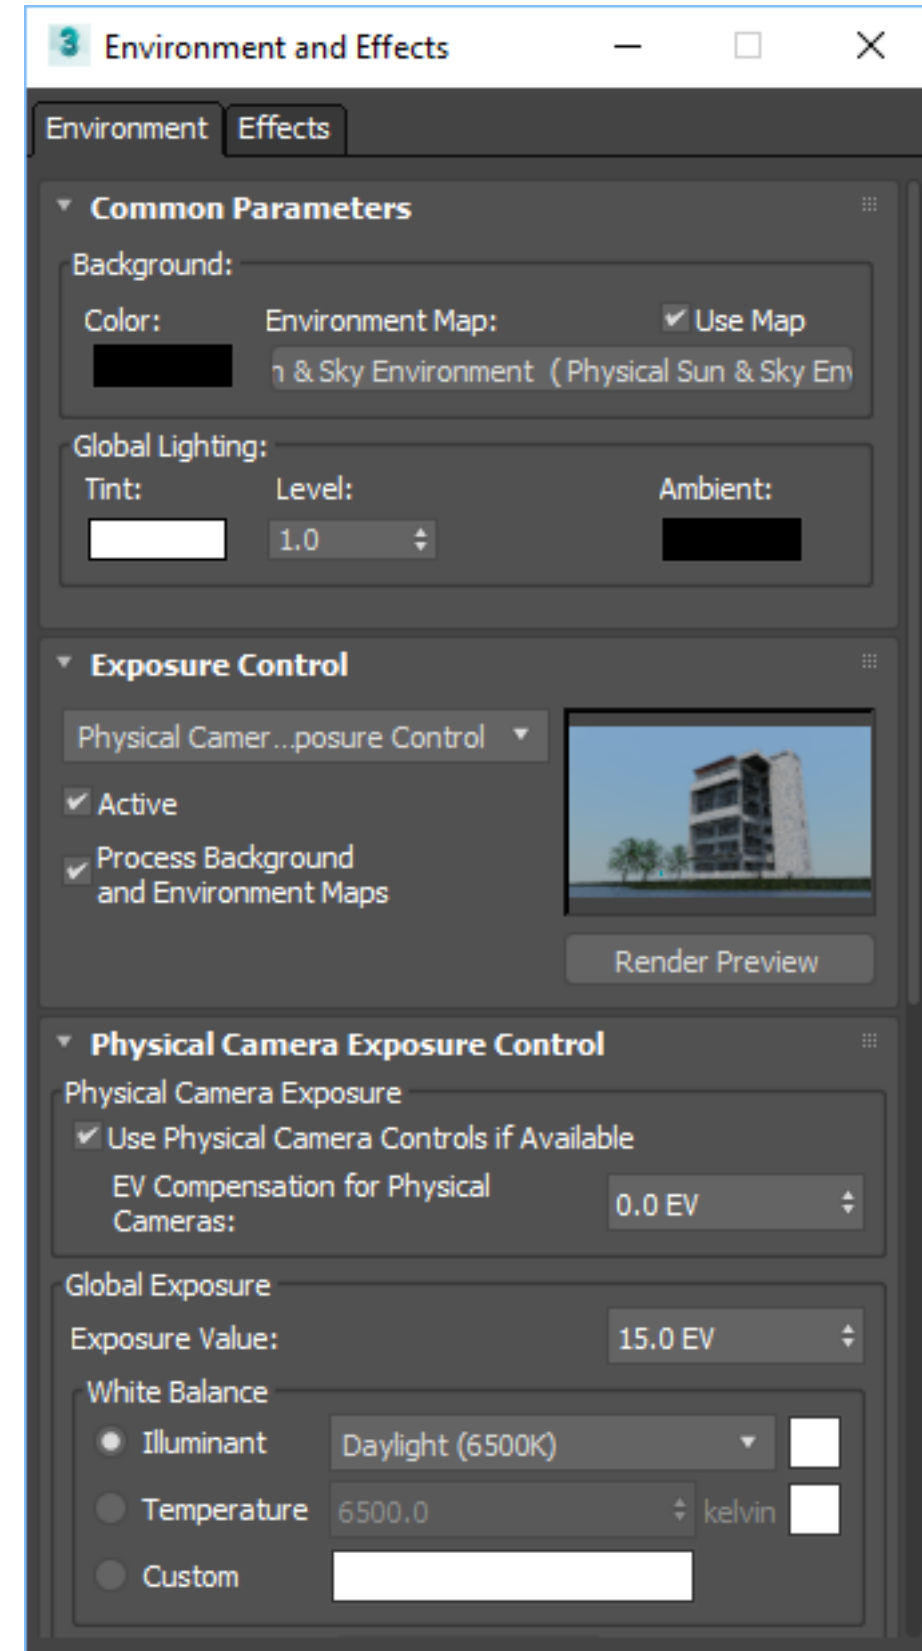 3 Environment and Effects
Environment Effects
Common Parameters
Background:
Color: Environment Map: Use Map
& Sky Environment ( Physical Sun & Sky
Global Lighting:
Tint: Level: Ambient:
1.0
Exposure Control
Physical Camer...posure Control
Active
Process Background
and Environment Maps
Render Preview
Physical Camera Exposure Control
Physical Camera Exposure
Use Physical Camera Controls if Available
EV Compensation for Physical
Cameras:
0.0 EV
Global Exposure
Exposure Value: 15.0 EV
White Balance
Illuminant Daylight (6500K)
Temperature 6500.0 kelvin
Custom